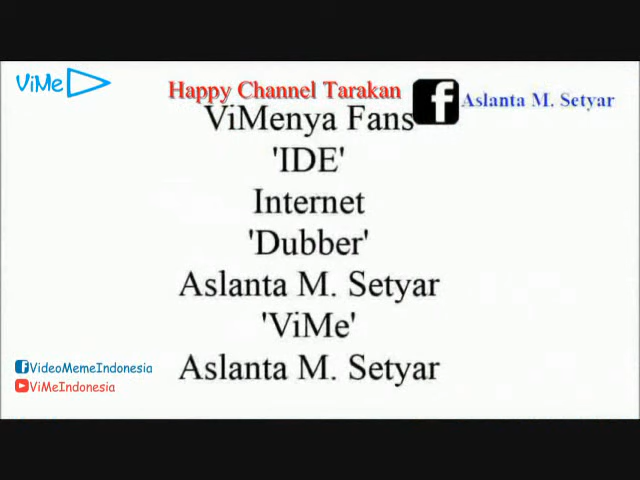 ViMe
Happy Channel Tarakan
f Aslanta M. Setyar
ViMenya Fans
'IDE'
Internet
'Dubber'
Aslanta M. Setyar
'ViMe'
Aslanta M. Setyar
f VideoMemeIndonesia
ViMeIndonesia